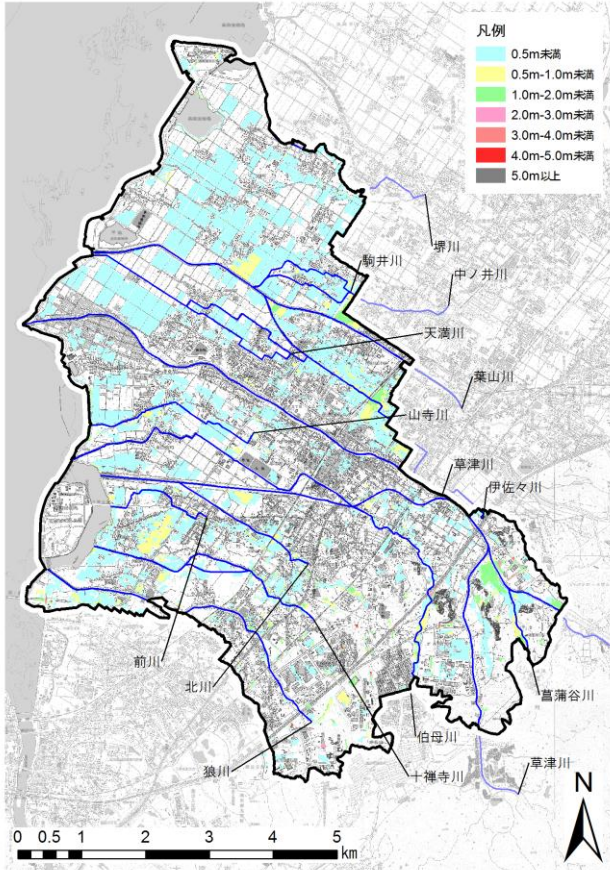 凡例
0.5m未満
0.5m-1.0m未満
1.0m-2.0m未満
2.0m-3.0m未満
3.0m-4.0m未満
4.0m-5.0m未満
5.0m以上
堺川
駒井川
中ノ井川
天満川
葉山川
山寺川
草津川
伊佐々川
前川
北川
狼川
伯母川
十禅寺川
菖蒲谷川
草津川
N
0 0.5 1 2 3 4 5
km